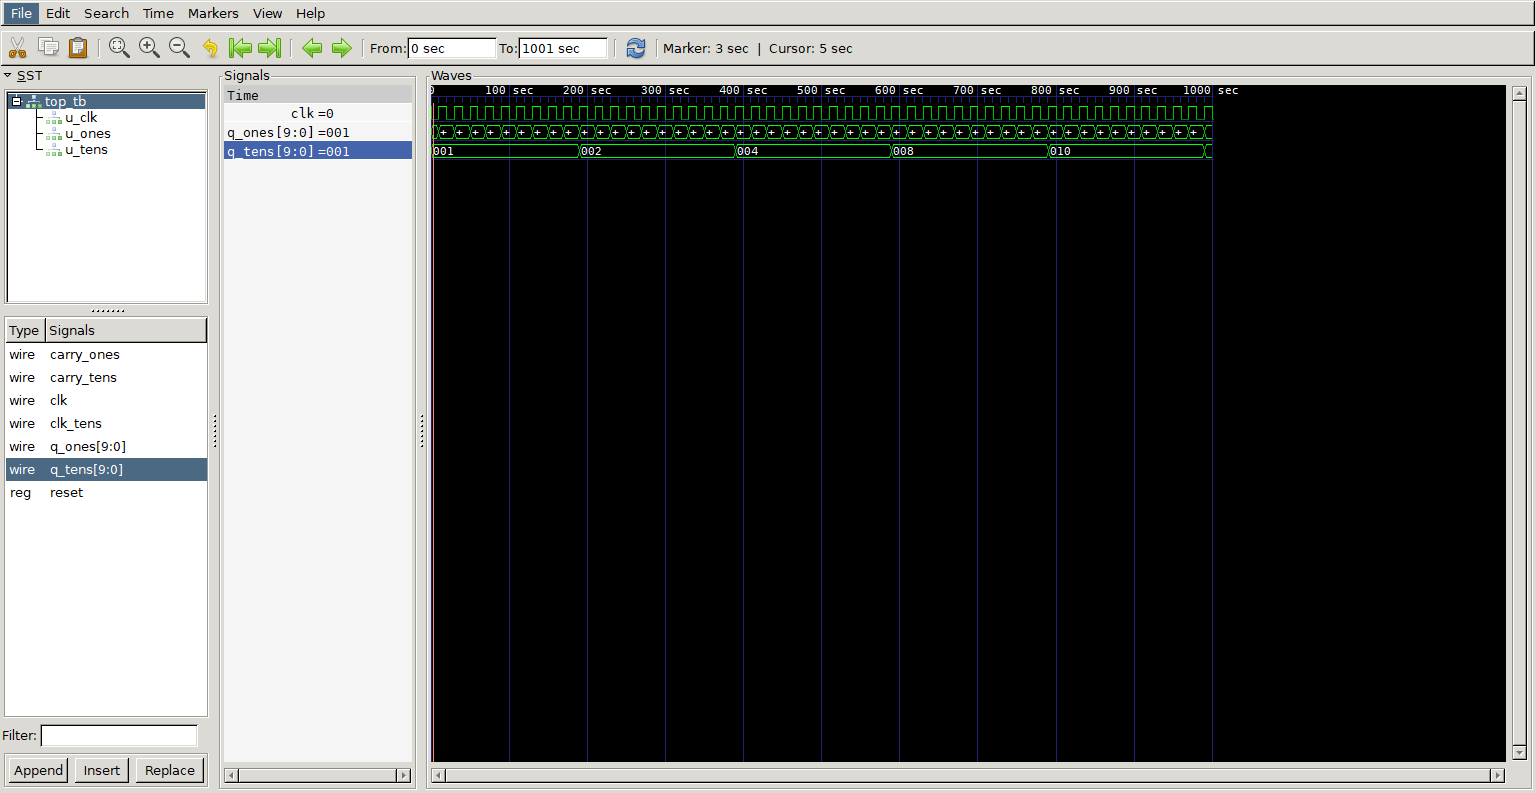 File Edit Search Time Markers View Help
From: 0 sec To: 1001 sec Marker: 3 sec | Cursor: 5 sec
SST
top_tb
u_clk
u_ones
u_tens
Type Signals
wire carry_ones
wire carry_tens
wire clk
wire clk_tens
wire q_ones[9:0]
wire q_tens[9:0]
reg reset
Filter:
Append Insert Replace
Signals
Time
clk =0
q_ones[9:0] =001
q_tens[9:0] =001
Waves
0 100 sec 200 sec 300 sec 400 sec 500 sec 600 sec 700 sec 800 sec 900 sec 1000 sec
+ + + + + + + + + + + + + + + + + + + + + + + + + + + + + + + + + + + + + + + + + + + + + + + + +
001 002 004 008 010